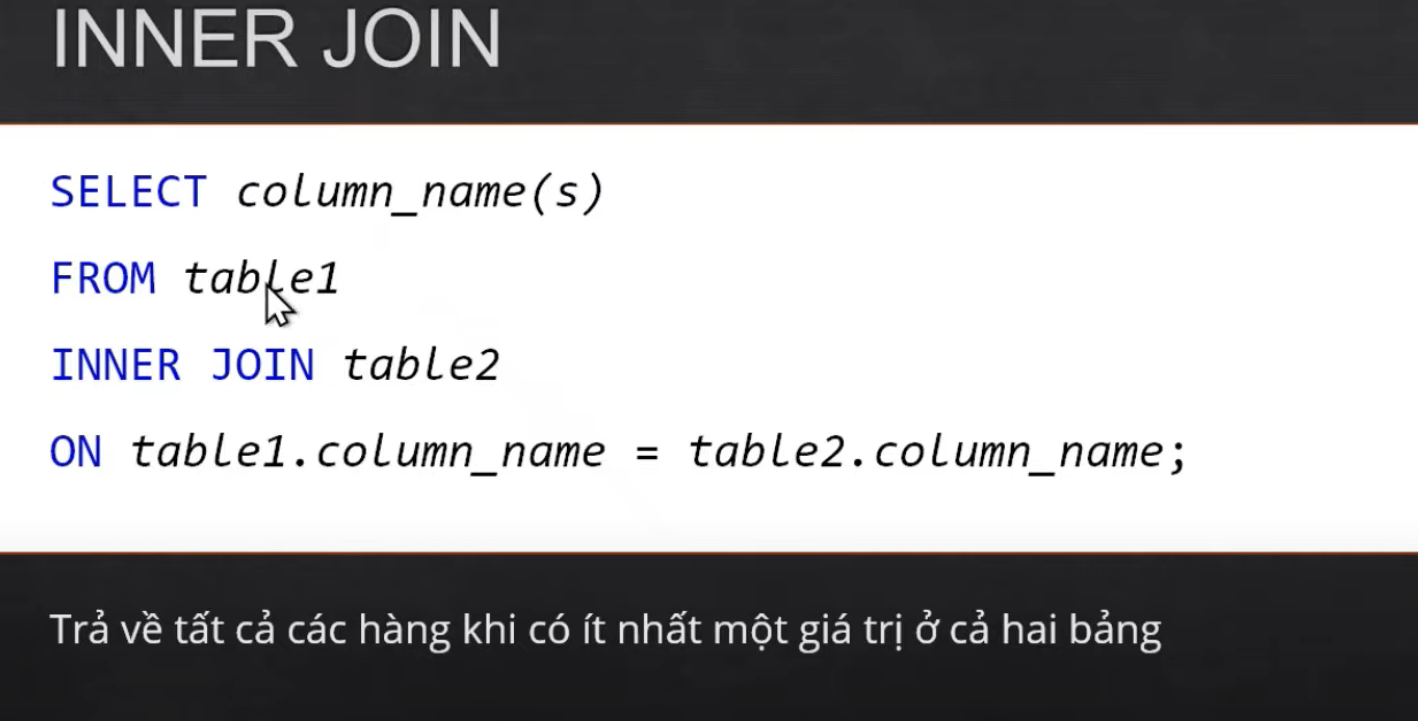 INNER JOIN
SELECT column_name(s)
FROM table1
INNER JOIN table2
ON table1.column_name = table2.column_name;
Trả về tất cả các hàng khi có ít nhất một giá trị ở cả hai bảng